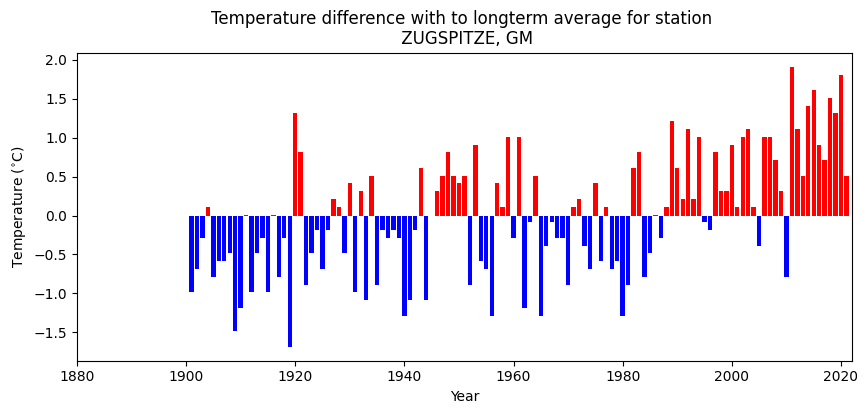 Temperature difference with to longterm average for station
ZUGSPITZE, GM
Temperature (°C)
2.0
1.5
1.0
0.5
0.0
−0.5
−1.0
−1.5
1880 1900 1920 1940 1960 1980 2000 2020
Year